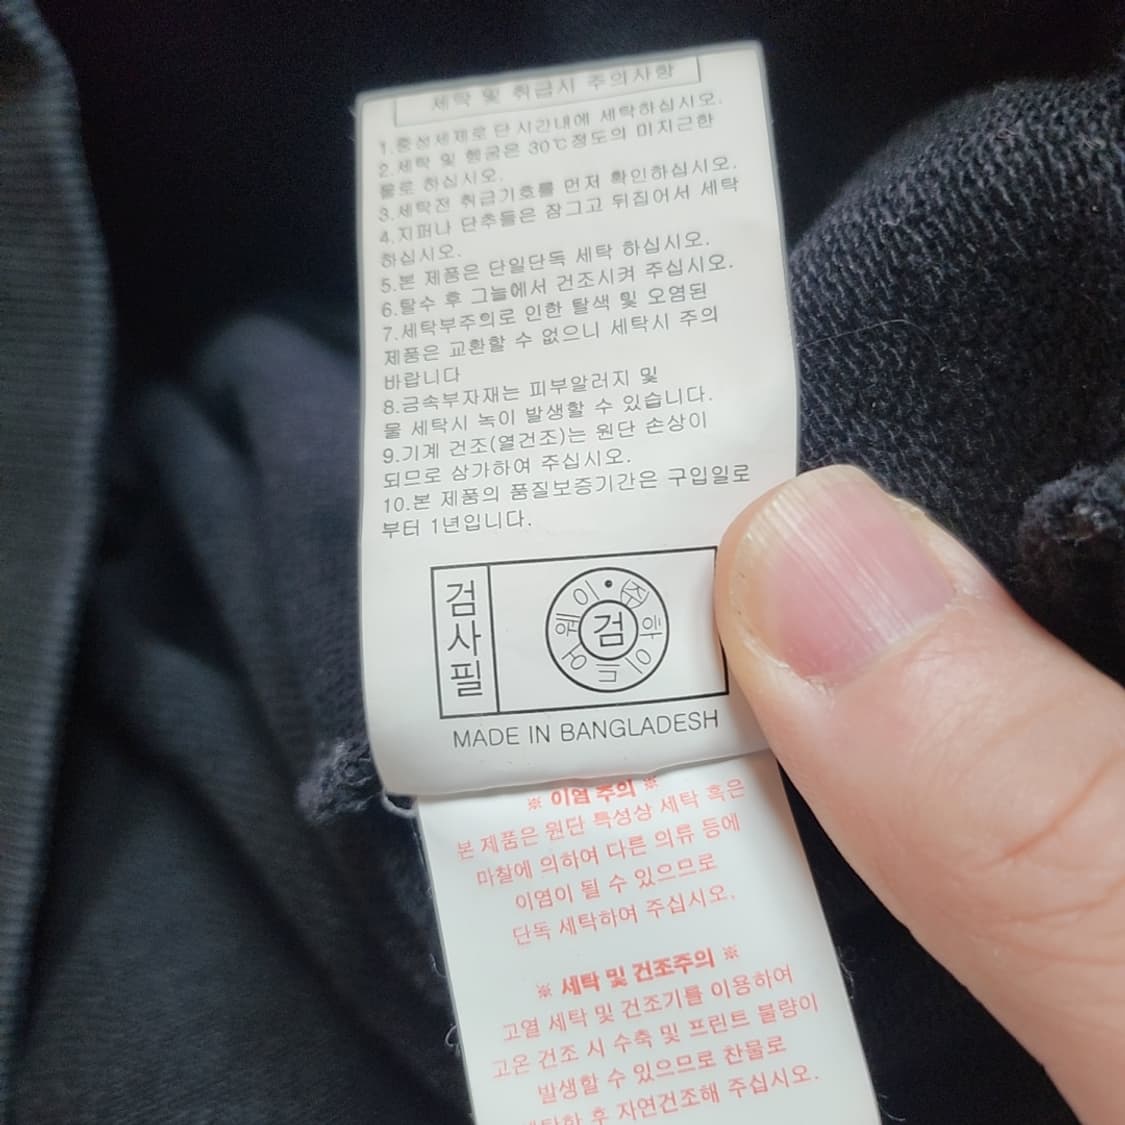 세탁 및 취급시 주의사항
1.중성세제로 단 시간내에 세탁하십시오.
2.세탁 및 헹굼은 30℃정도의 미지근한
물로 하십시오.
3.세탁전 취급기호를 먼저 확인하십시오.
4.지퍼나 단추들은 잠그고 뒤집어서 세탁
하십시오.
5.본 제품은 단일단독 세탁 하십시오.
6.탈수 후 그늘에서 건조시켜 주십시오.
7.세탁부주의로 인한 탈색 및 오염된
제품은 교환할 수 없으니 세탁시 주의
바랍니다
8.금속부자재는 피부알러지 및
물 세탁시 녹이 발생할 수 있습니다.
9.기계 건조(열건조)는 원단 손상이
되므로 삼가하여 주십시오.
10.본 제품의 품질보증기간은 구입일로
부터 1년입니다.
검사필
㈜와이드어웨이
검
MADE IN BANGLADESH
※ 이염 주의 ※
본 제품은 원단 특성상 세탁 혹은
마찰에 의하여 다른 의류 등에
이염이 될 수 있으므로
단독 세탁하여 주십시오.
※ 세탁 및 건조주의 ※
고열 세탁 및 건조기를 이용하여
고온 건조 시 수축 및 프린트 불량이
발생할 수 있으므로 찬물로
세탁한 후 자연건조해 주십시오.